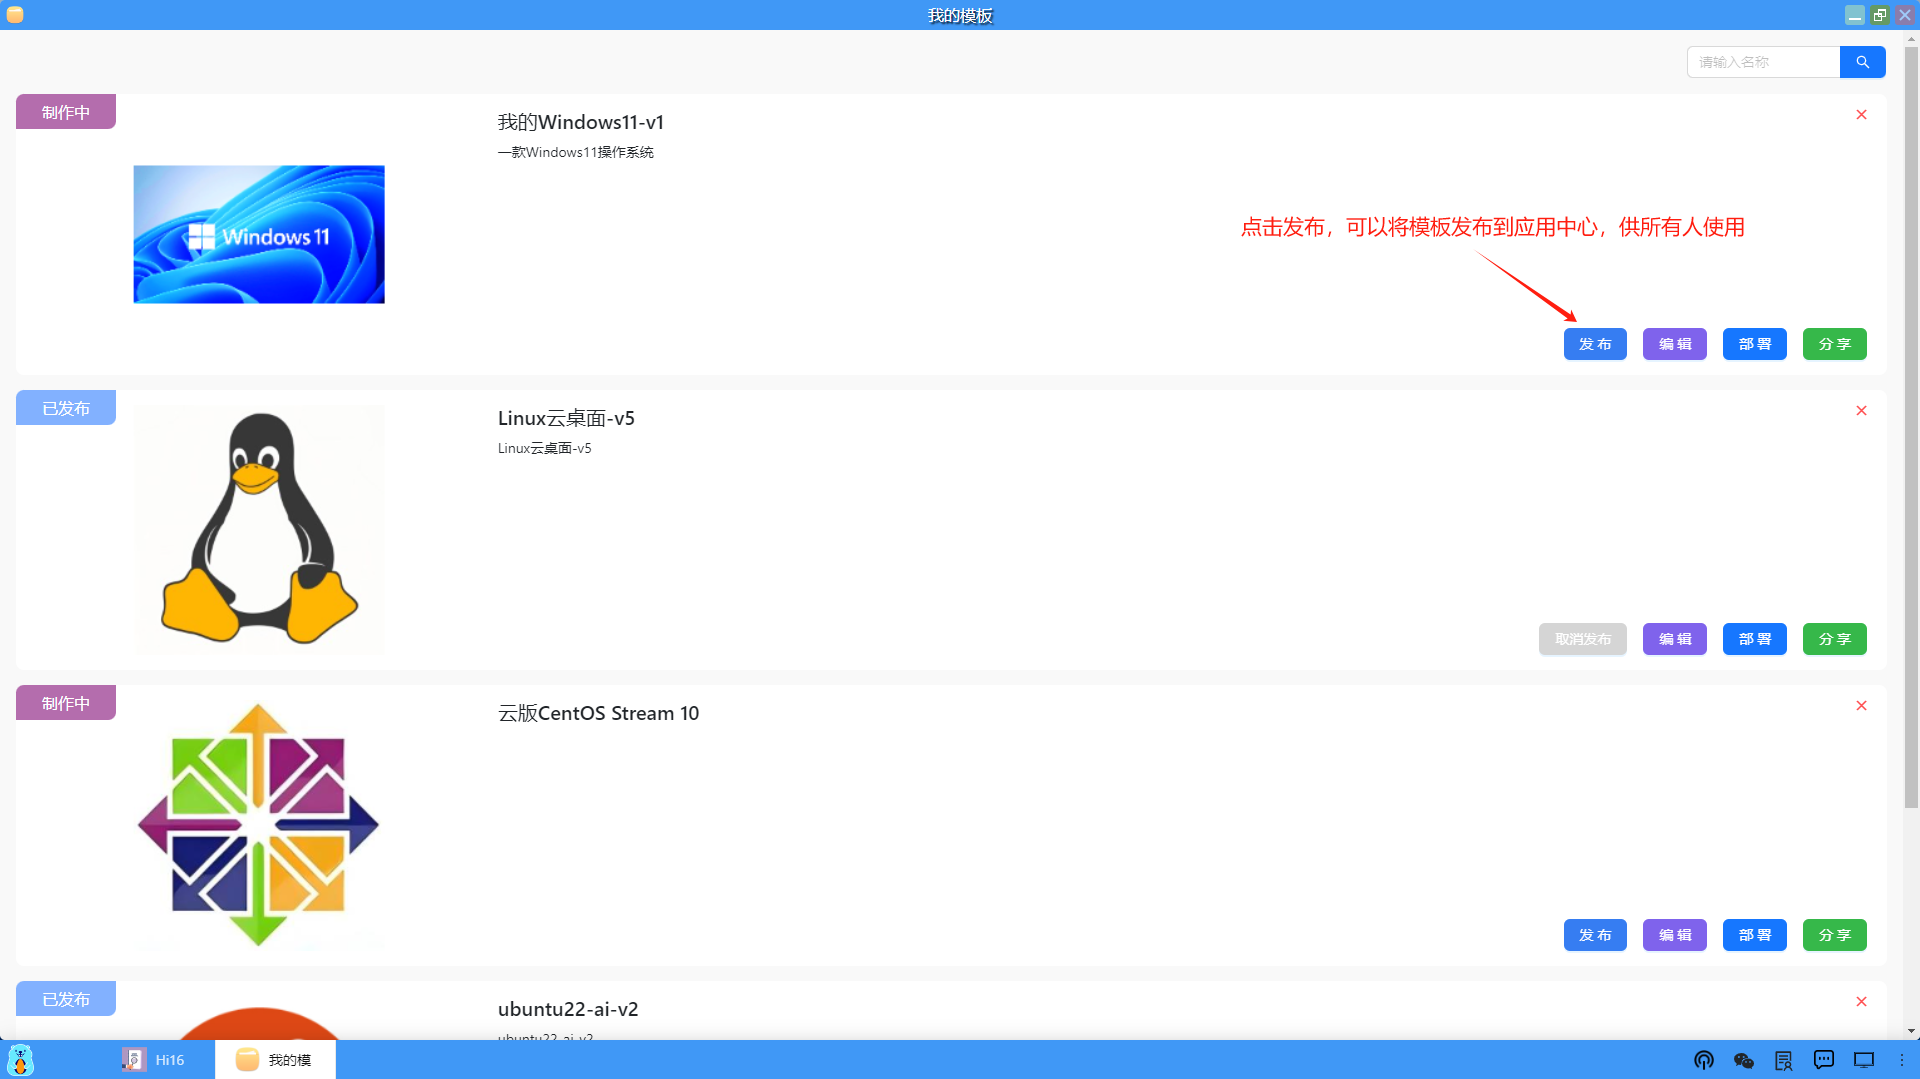 我的模板
请输入名称
制作中
我的Windows11-v1
一款Windows11操作系统
Windows 11
点击发布，可以将模板发布到应用中心，供所有人使用
发布 编辑 部署 分享
已发布
Linux云桌面-v5
Linux云桌面-v5
取消发布 编辑 部署 分享
制作中
云版CentOS Stream 10
发布 编辑 部署 分享
已发布
ubuntu22-ai-v2
ubuntu22-ai-v2
Hi16
我的模